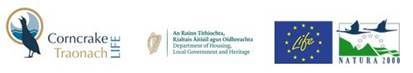 Corncrake
Traonach
LIFE
An Roinn Tithíochta,
Rialtais Áitiúil agus Oidhreachta
Department of Housing,
Local Government and Heritage
Life
NATURA 2000